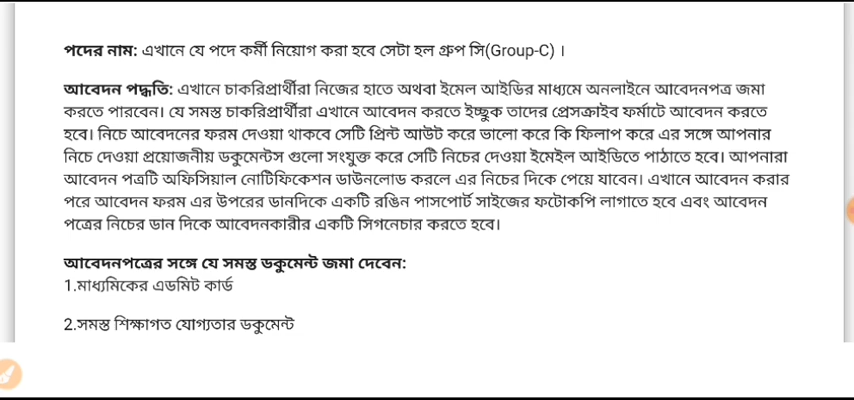 পদের নাম: এখানে যে পদে কর্মী নিয়োগ করা হবে সেটা হল গ্রুপ সি(Group-C) ।
আবেদন পদ্ধতি: এখানে চাকরিপ্রার্থীরা নিজের হাতে অথবা ইমেল আইডির মাধ্যমে অনলাইনে আবেদনপত্র জমা
করতে পারবেন। যে সমস্ত চাকরিপ্রার্থীরা এখানে আবেদন করতে ইচ্ছুক তাদের প্রেসক্রাইব ফর্মাটে আবেদন করতে
হবে। নিচে আবেদনের ফরম দেওয়া থাকবে সেটি প্রিন্ট আউট করে ভালো করে কি ফিলাপ করে এর সঙ্গে আপনার
নিচে দেওয়া প্রয়োজনীয় ডকুমেন্টস গুলো সংযুক্ত করে সেটি নিচের দেওয়া ইমেইল আইডিতে পাঠাতে হবে। আপনারা
আবেদন পত্রটি অফিসিয়াল নোটিফিকেশন ডাউনলোড করলে এর নিচের দিকে পেয়ে যাবেন। এখানে আবেদন করার
পরে আবেদন ফরম এর উপরের ডানদিকে একটি রঙিন পাসপোর্ট সাইজের ফটোকপি লাগাতে হবে এবং আবেদন
পত্রের নিচের ডান দিকে আবেদনকারীর একটি সিগনেচার করতে হবে।
আবেদনপত্রের সঙ্গে যে সমস্ত ডকুমেন্ট জমা দেবেন:
1.মাধ্যমিকের এডমিট কার্ড
2.সমস্ত শিক্ষাগত যোগ্যতার ডকুমেন্ট